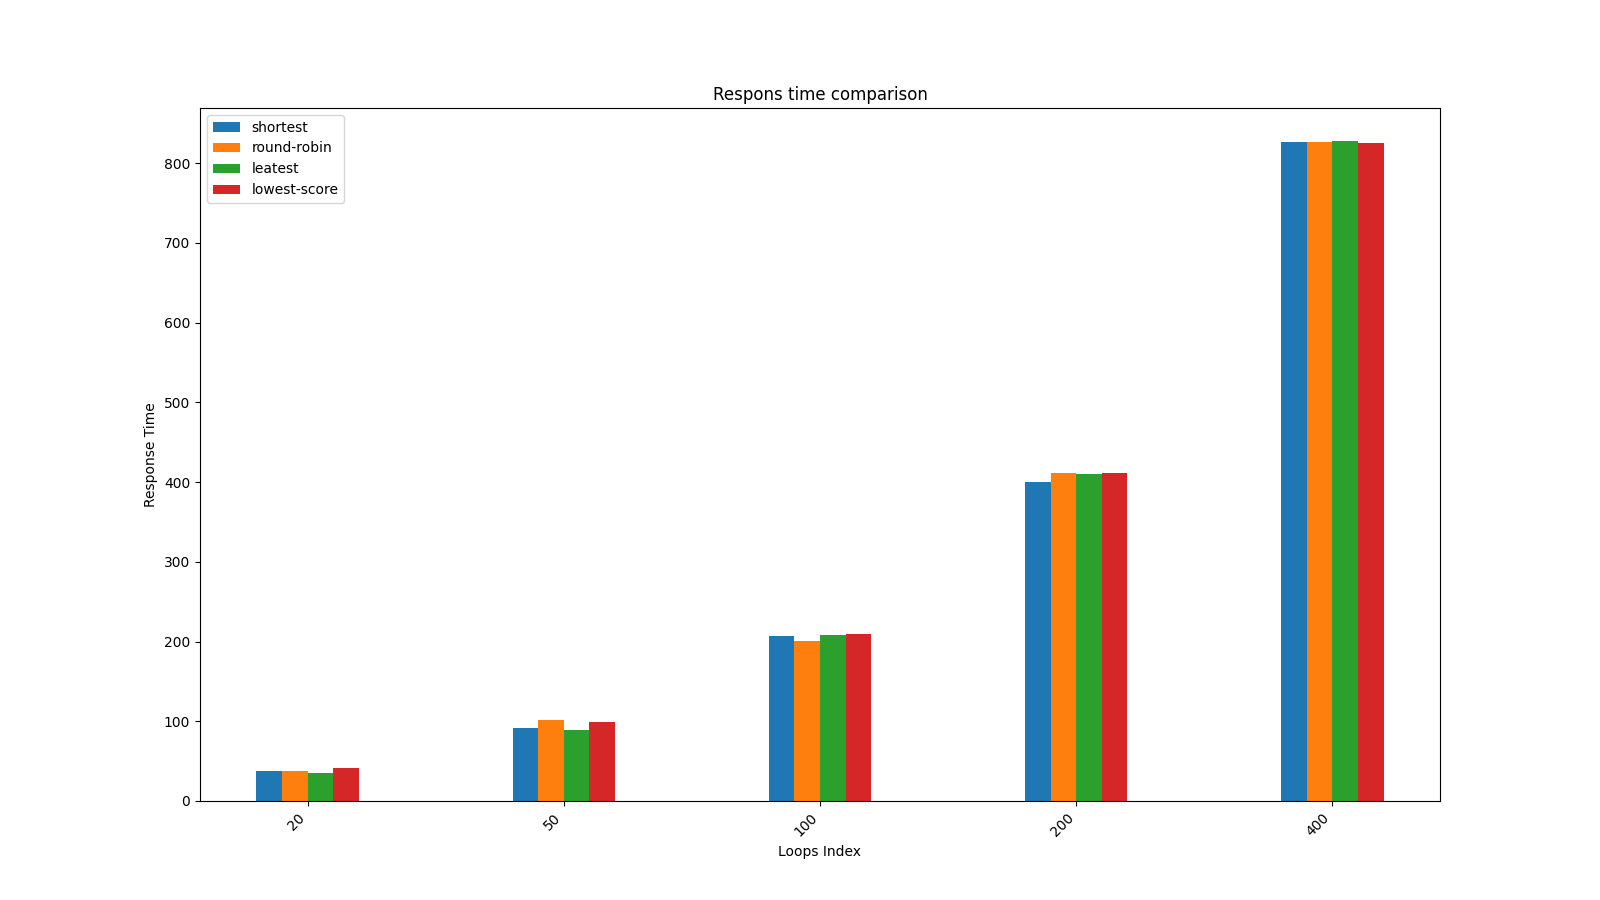 Respons time comparison
shortest
round-robin
leatest
lowest-score
800
700
600
500
400
300
200
100
0
Response Time
20
50
100
200
400
Loops Index